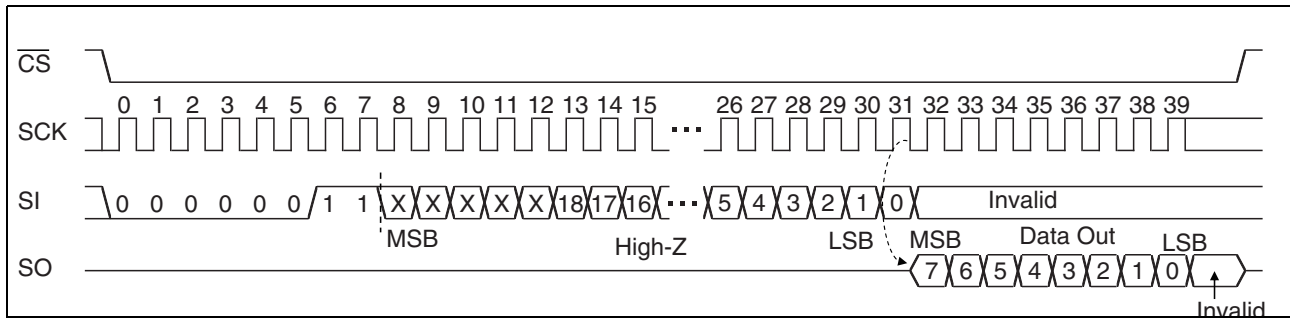 CS
0 1 2 3 4 5 6 7 8 9 10 11 12 13 14 15 26 27 28 29 30 31 32 33 34 35 36 37 38 39
SCK ...
SI 0 0 0 0 0 0 1 1 X X X X X 18 17 16 ... 5 4 3 2 1 0 Invalid
MSB High-Z LSB MSB Data Out LSB
SO 7 6 5 4 3 2 1 0
Invalid